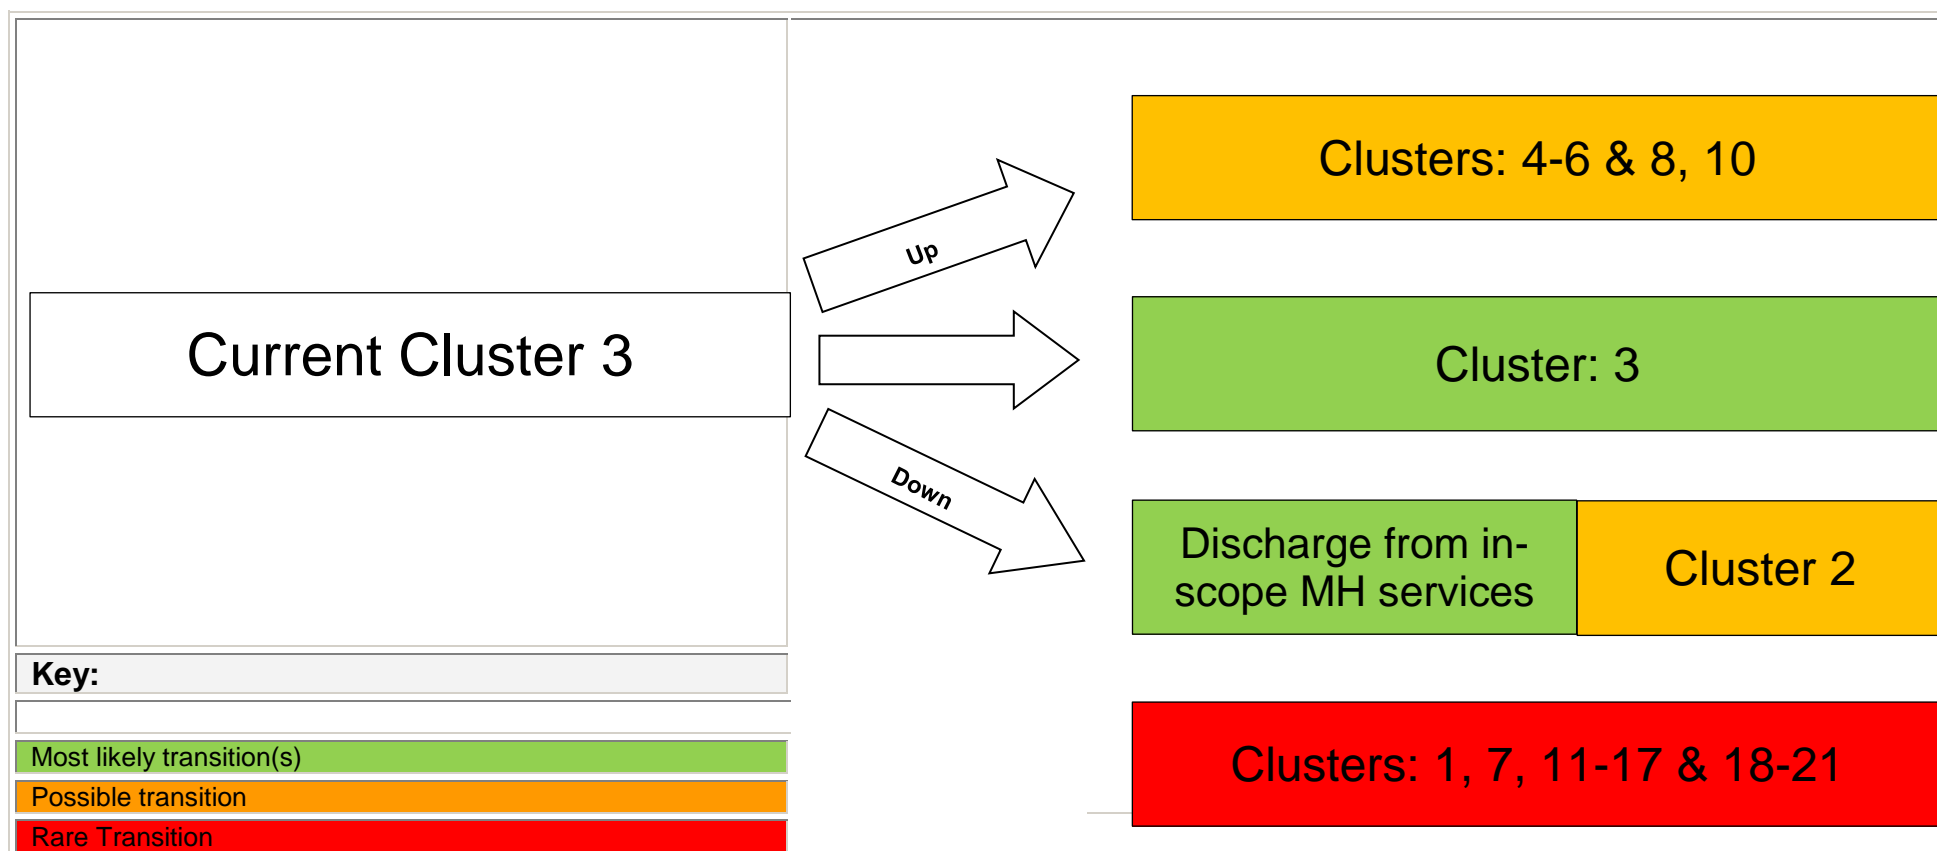 Current Cluster 3
Up
Down
Clusters: 4-6 & 8, 10
Cluster: 3
Discharge from in-
scope MH services
Cluster 2
Clusters: 1, 7, 11-17 & 18-21
Key:
Most likely transition(s)
Possible transition
Rare Transition